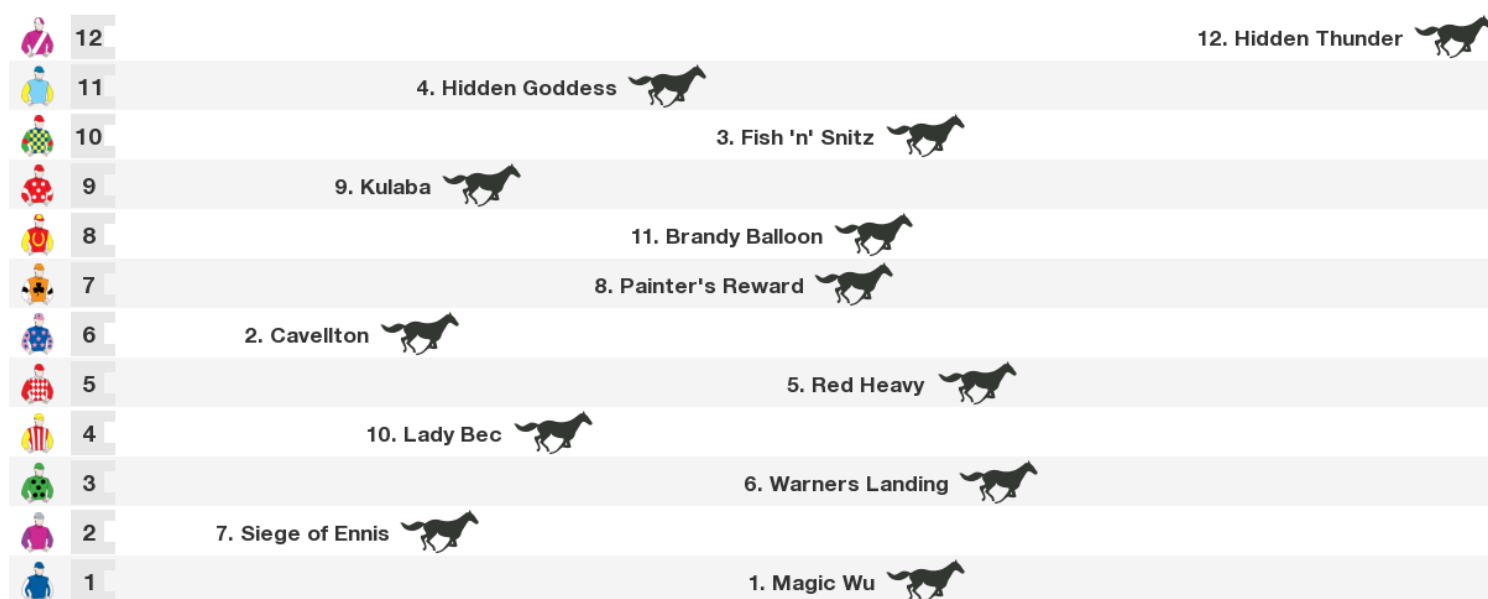 12 12. Hidden Thunder
11 4. Hidden Goddess
10 3. Fish 'n' Snitz
9 9. Kulaba
8 11. Brandy Balloon
7 8. Painter's Reward
6 2. Cavellton
5 5. Red Heavy
4 10. Lady Bec
3 6. Warners Landing
2 7. Siege of Ennis
1 1. Magic Wu